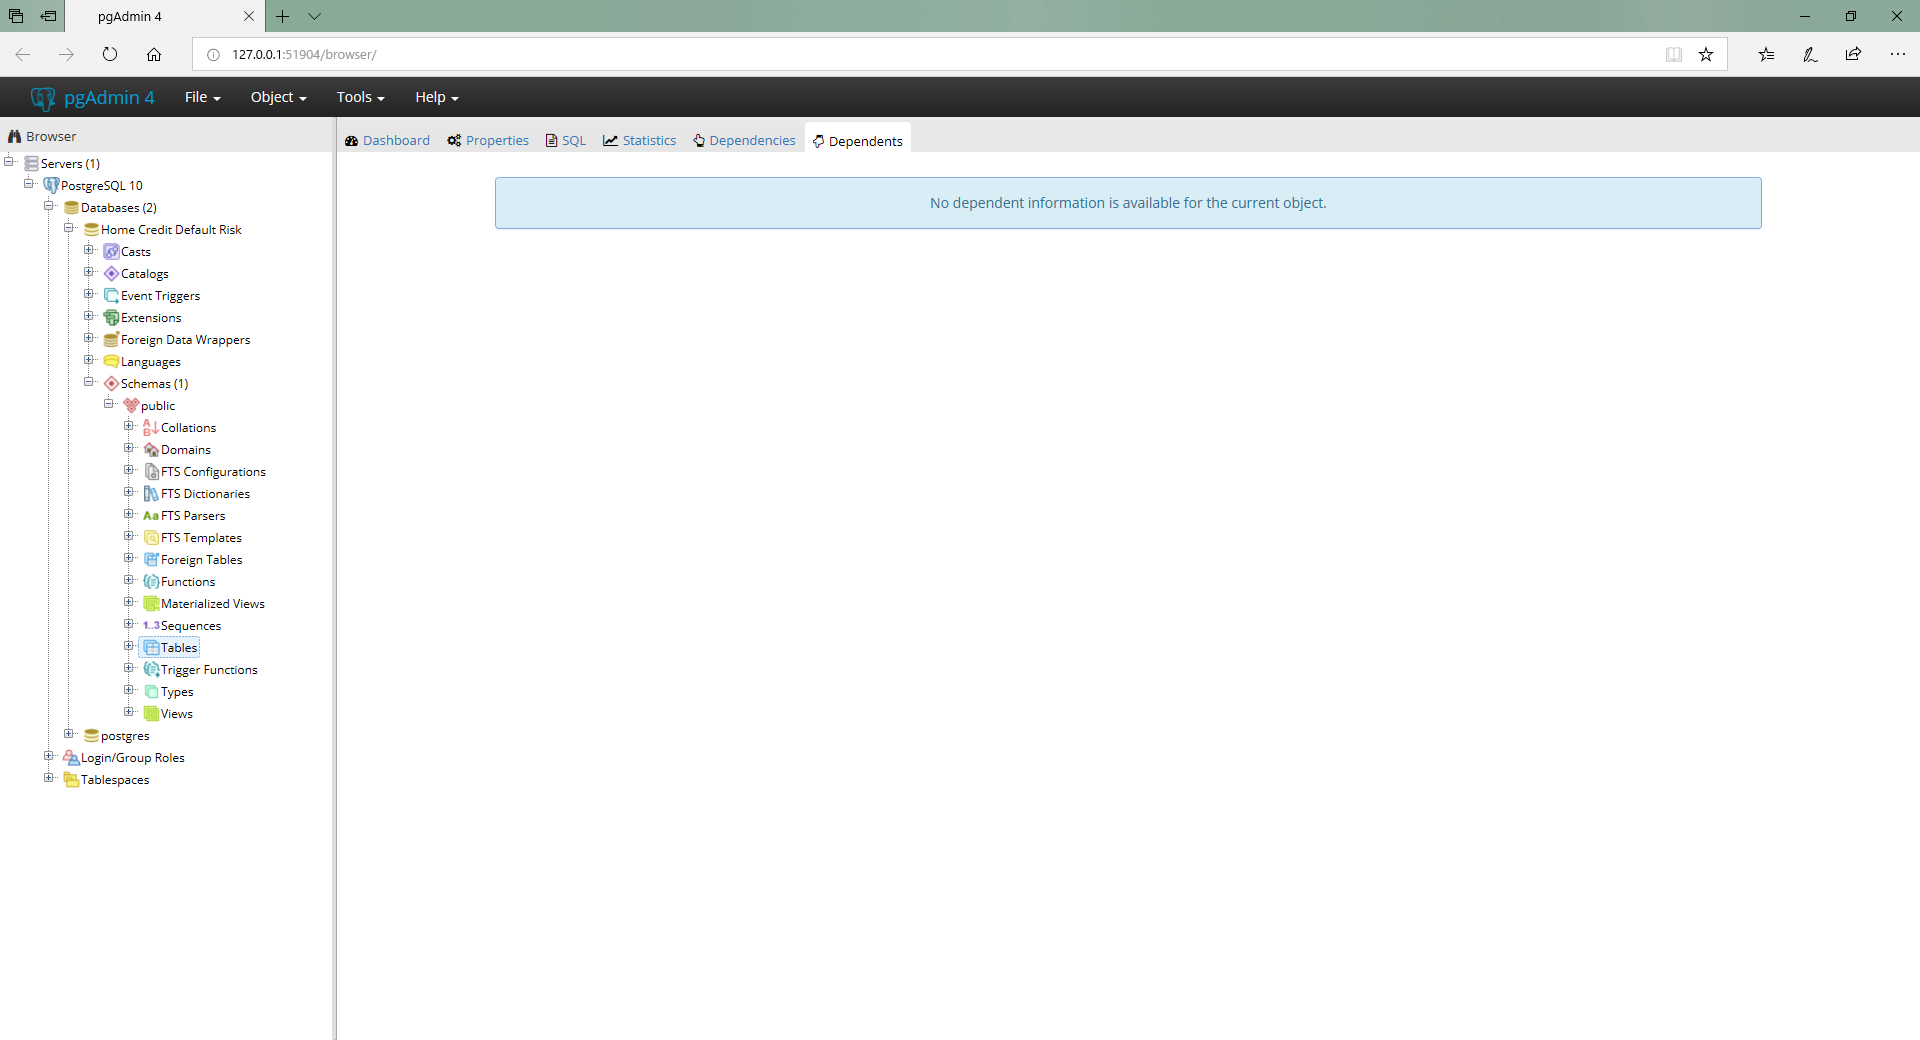 pgAdmin 4
127.0.0.1:51904/browser/
pgAdmin 4 File Object Tools Help
Browser
Dashboard Properties SQL Statistics Dependencies Dependents
No dependent information is available for the current object.
Servers (1)
PostgreSQL 10
Databases (2)
Home Credit Default Risk
Casts
Catalogs
Event Triggers
Extensions
Foreign Data Wrappers
Languages
Schemas (1)
public
Collations
Domains
FTS Configurations
FTS Dictionaries
Aa FTS Parsers
FTS Templates
Foreign Tables
Functions
Materialized Views
1..3 Sequences
Tables
Trigger Functions
Types
Views
postgres
Login/Group Roles
Tablespaces